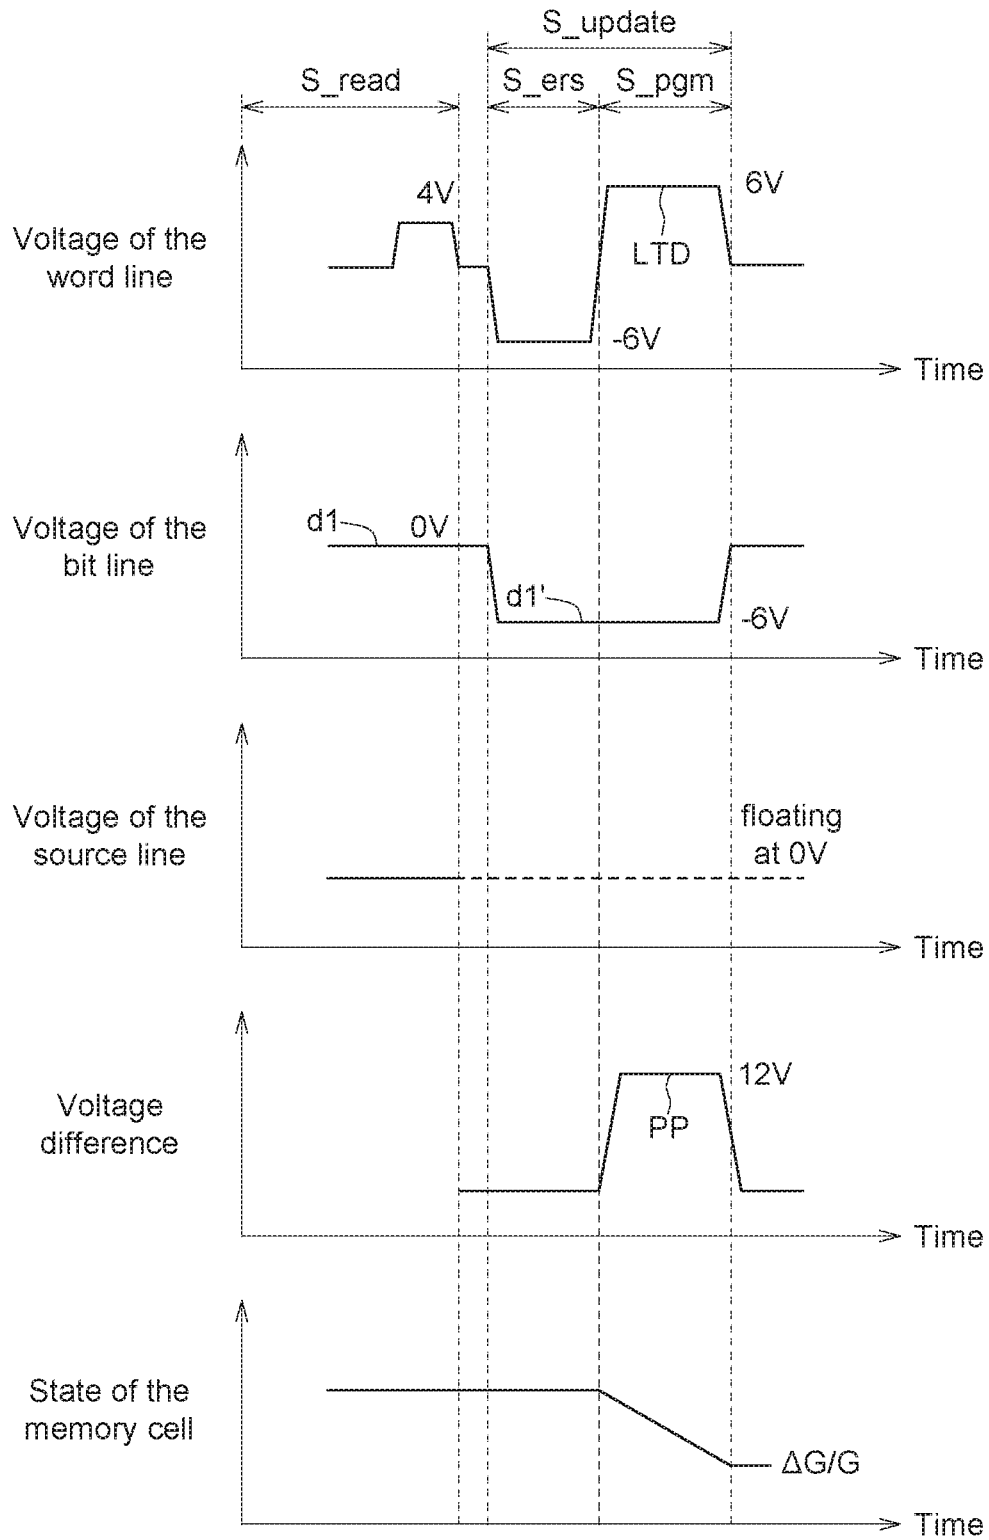 S_update
S_read
S_ers
S_pgm
4V
6V
Voltage of the
word line
LTD
-6V
Time
d1
0V
Voltage of the
bit line
d1'
-6V
Time
Voltage of the
source line
floating
at 0V
Time
12V
Voltage
difference
PP
Time
State of the
memory cell
ΔG/G
Time